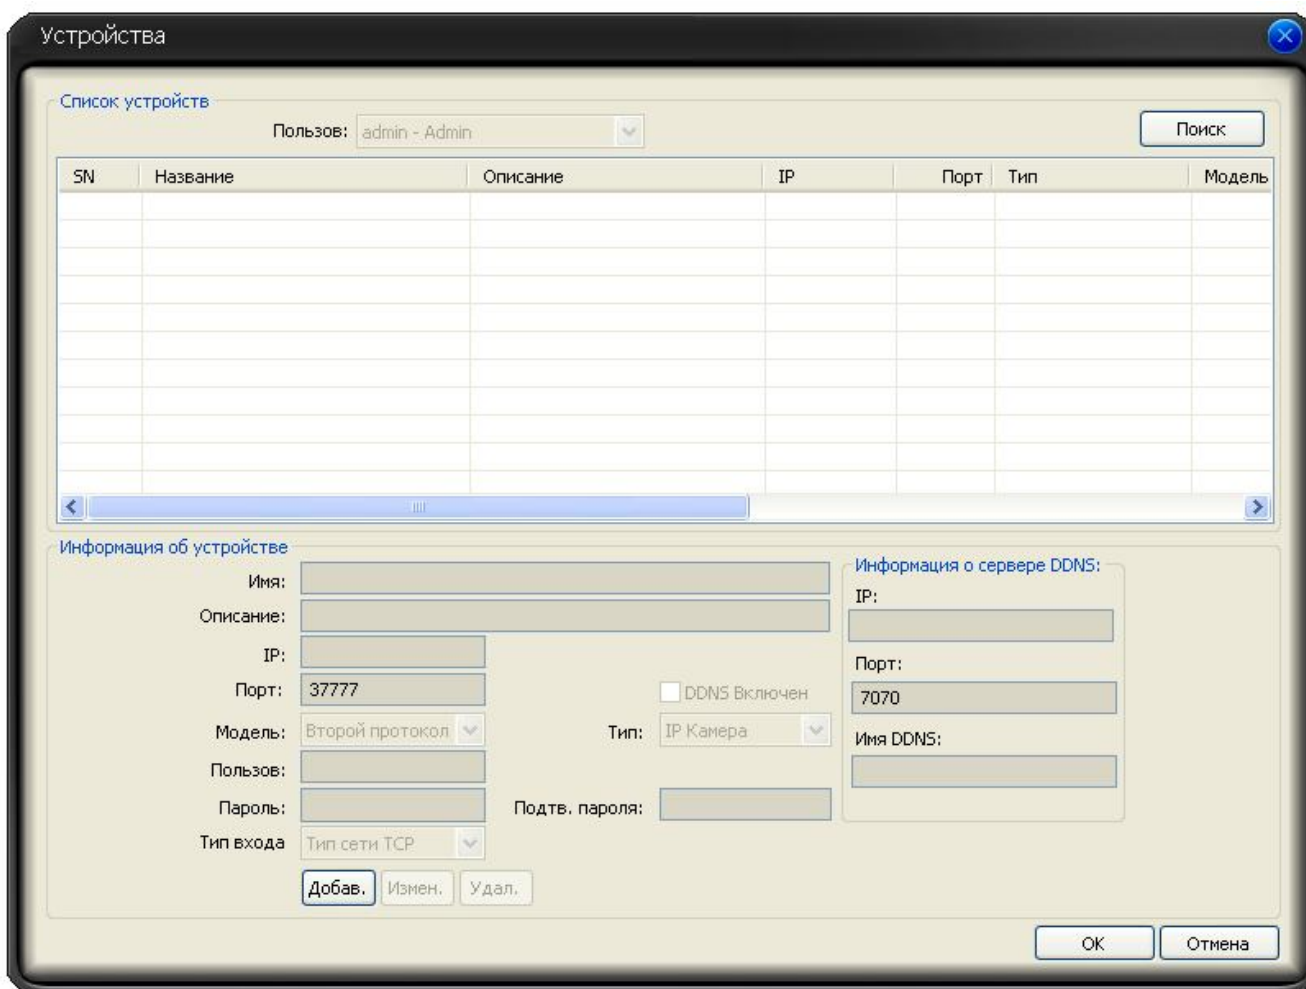 Устройства
Список устройств
Пользов: admin - Admin
Поиск
SN Название Описание IP Порт Тип Модель
Информация об устройстве
Имя:
Описание:
IP:
Порт: 37777
DDNS Включен
Модель: Второй протокол
Тип: IP Камера
Пользов:
Пароль:
Подтв. пароля:
Тип входа Тип сети TCP
Добав. Измен. Удал.
Информация о сервере DDNS:
IP:
Порт:
7070
Имя DDNS:
OK Отмена